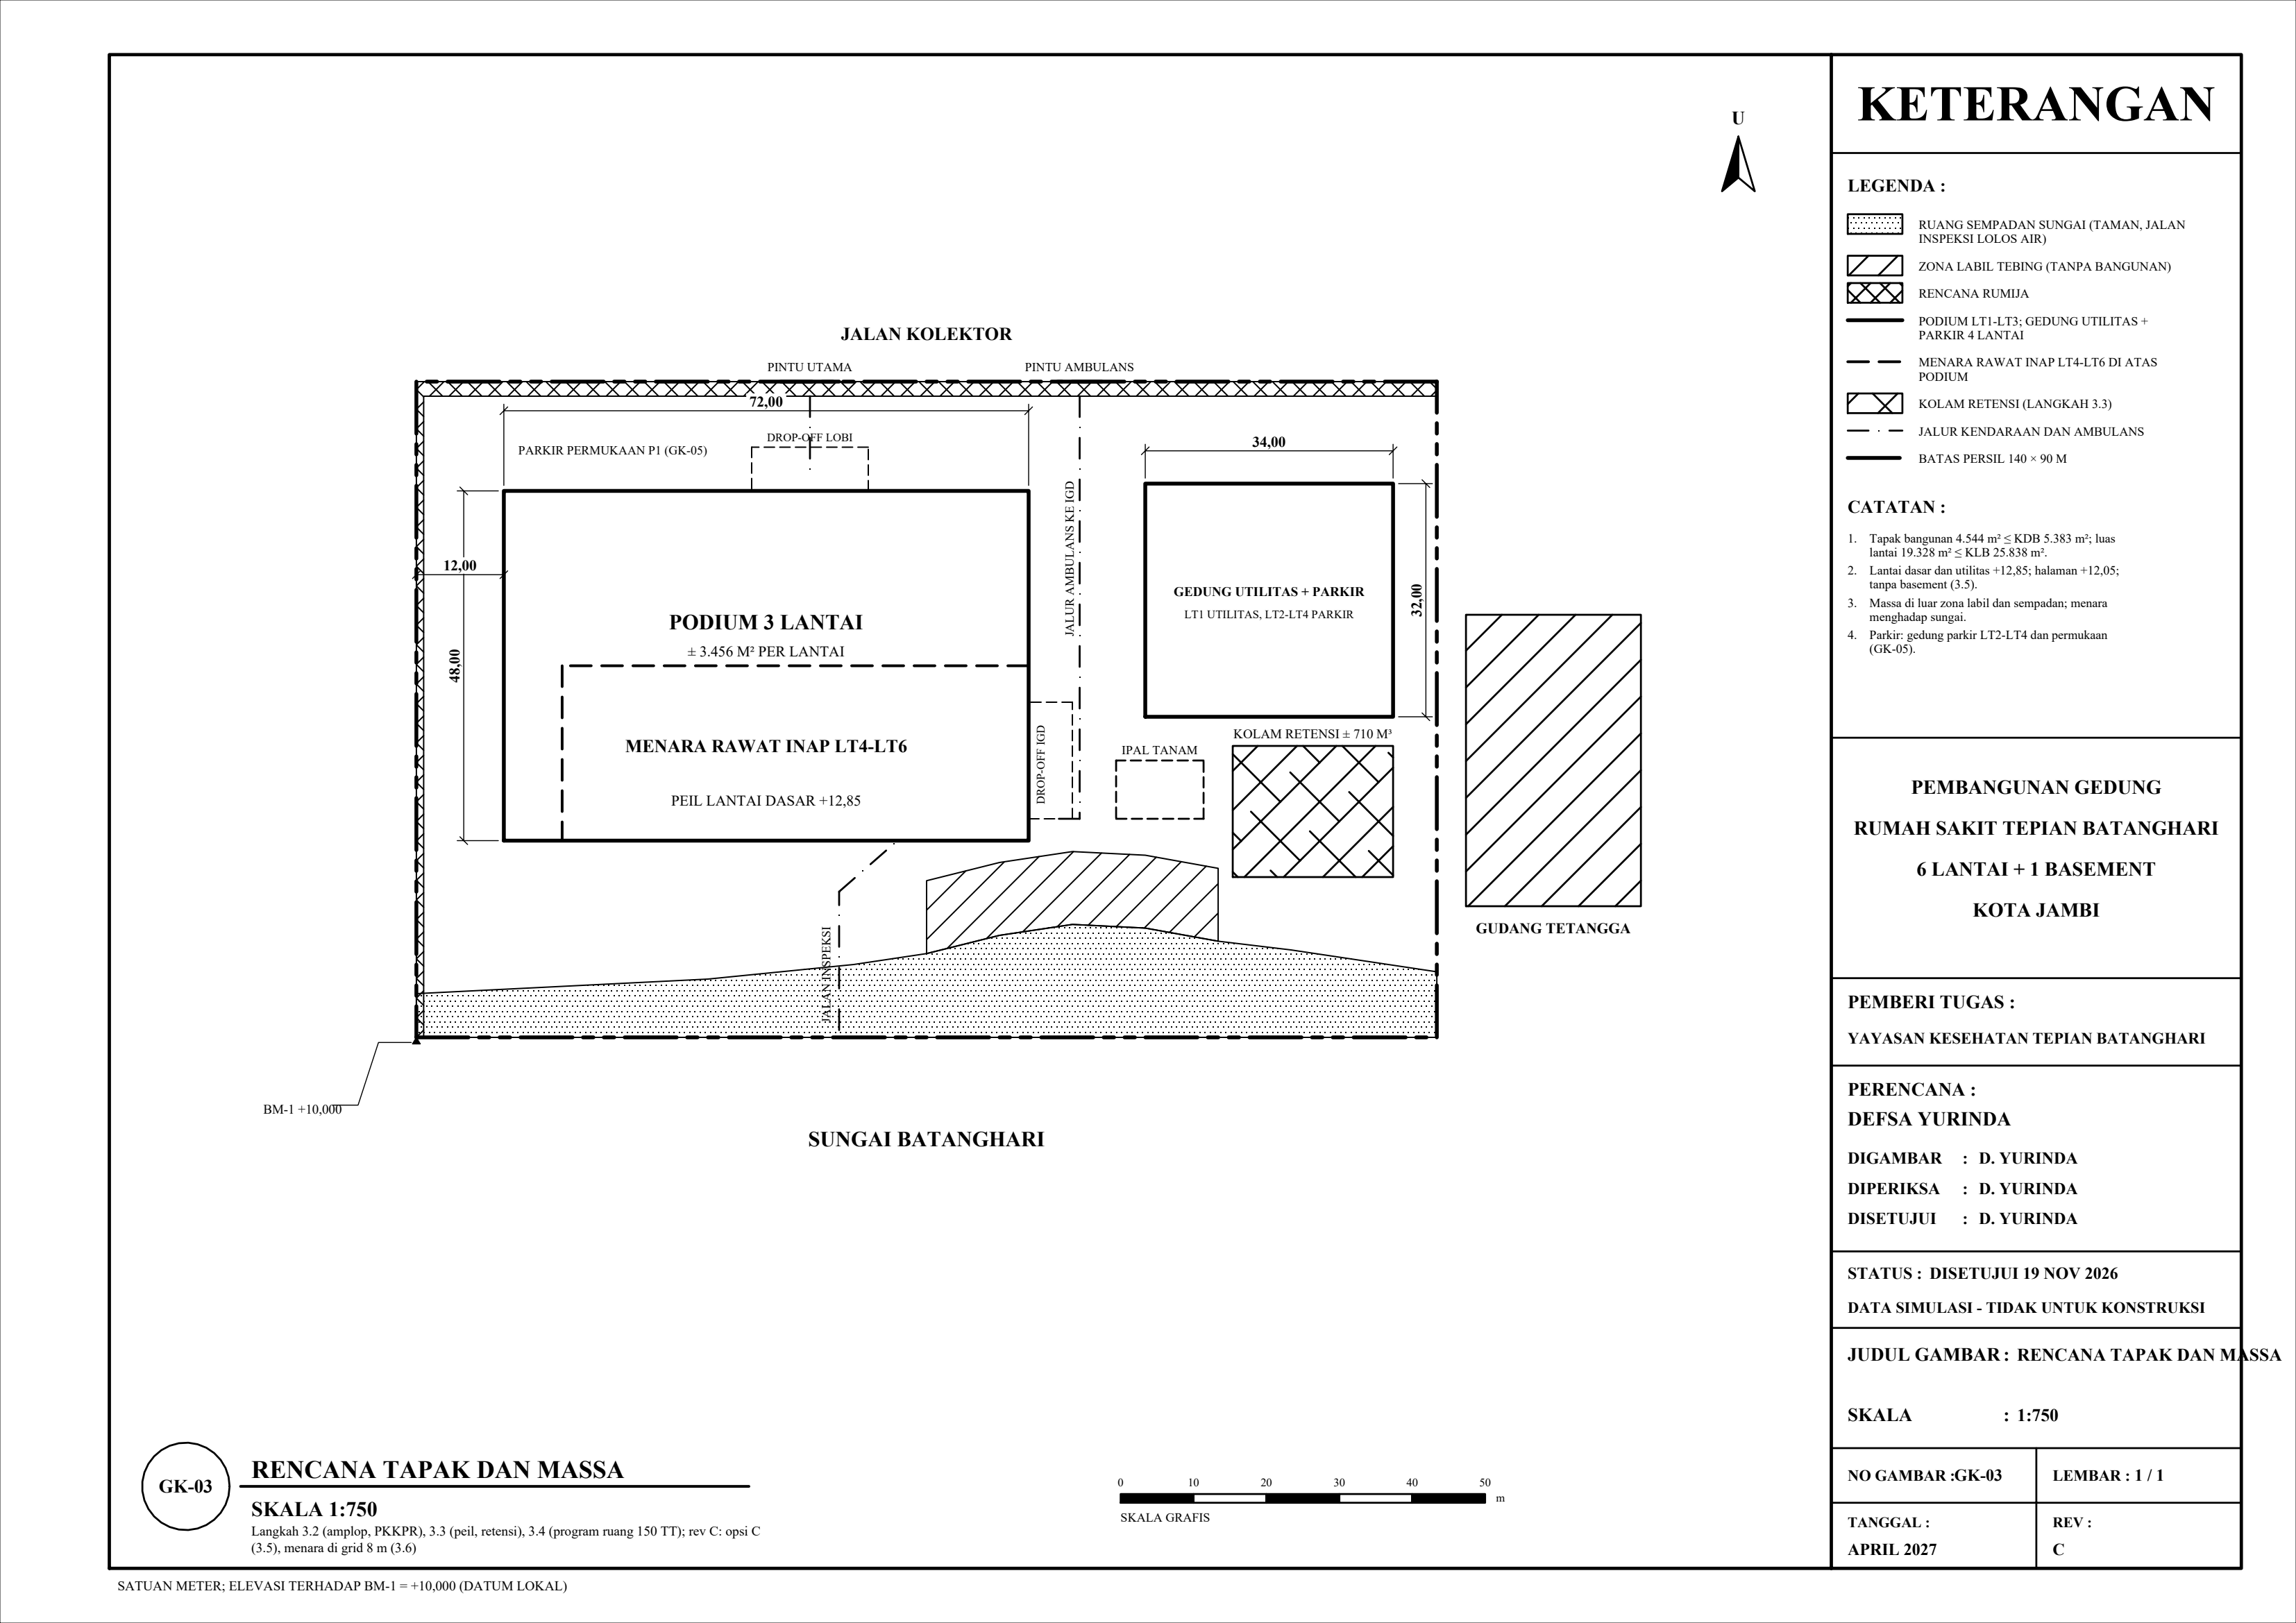 U
JALAN KOLEKTOR
PINTU UTAMA
PINTU AMBULANS
72,00
DROP-OFF LOBI
PARKIR PERMUKAAN P1 (GK-05)
34,00
12,00
48,00
JALUR AMBULANS KE IGD
GEDUNG UTILITAS + PARKIR
LT1 UTILITAS, LT2-LT4 PARKIR
32,00
PODIUM 3 LANTAI
± 3.456 M² PER LANTAI
MENARA RAWAT INAP LT4-LT6
PEIL LANTAI DASAR +12,85
DROP-OFF IGD
IPAL TANAM
KOLAM RETENSI ± 710 M³
GUDANG TETANGGA
JALAN INSPEKSI
BM-1 +10,000
SUNGAI BATANGHARI
GK-03
RENCANA TAPAK DAN MASSA
SKALA 1:750
Langkah 3.2 (amplop, PKKPR), 3.3 (peil, retensi), 3.4 (program ruang 150 TT); rev C: opsi C
(3.5), menara di grid 8 m (3.6)
0 10 20 30 40 50
m
SKALA GRAFIS
SATUAN METER; ELEVASI TERHADAP BM-1 = +10,000 (DATUM LOKAL)
KETERANGAN
LEGENDA :
RUANG SEMPADAN SUNGAI (TAMAN, JALAN
INSPEKSI LOLOS AIR)
ZONA LABIL TEBING (TANPA BANGUNAN)
RENCANA RUMIJA
PODIUM LT1-LT3; GEDUNG UTILITAS +
PARKIR 4 LANTAI
MENARA RAWAT INAP LT4-LT6 DI ATAS
PODIUM
KOLAM RETENSI (LANGKAH 3.3)
JALUR KENDARAAN DAN AMBULANS
BATAS PERSIL 140 × 90 M
CATATAN :
1. Tapak bangunan 4.544 m² ≤ KDB 5.383 m²; luas
lantai 19.328 m² ≤ KLB 25.838 m².
2. Lantai dasar dan utilitas +12,85; halaman +12,05;
tanpa basement (3.5).
3. Massa di luar zona labil dan sempadan; menara
menghadap sungai.
4. Parkir: gedung parkir LT2-LT4 dan permukaan
(GK-05).
PEMBANGUNAN GEDUNG
RUMAH SAKIT TEPIAN BATANGHARI
6 LANTAI + 1 BASEMENT
KOTA JAMBI
PEMBERI TUGAS :
YAYASAN KESEHATAN TEPIAN BATANGHARI
PERENCANA :
DEFSA YURINDA
DIGAMBAR : D. YURINDA
DIPERIKSA : D. YURINDA
DISETUJUI : D. YURINDA
STATUS : DISETUJUI 19 NOV 2026
DATA SIMULASI - TIDAK UNTUK KONSTRUKSI
JUDUL GAMBAR : RENCANA TAPAK DAN MASSA
SKALA : 1:750
NO GAMBAR :GK-03
LEMBAR : 1 / 1
TANGGAL :
APRIL 2027
REV :
C